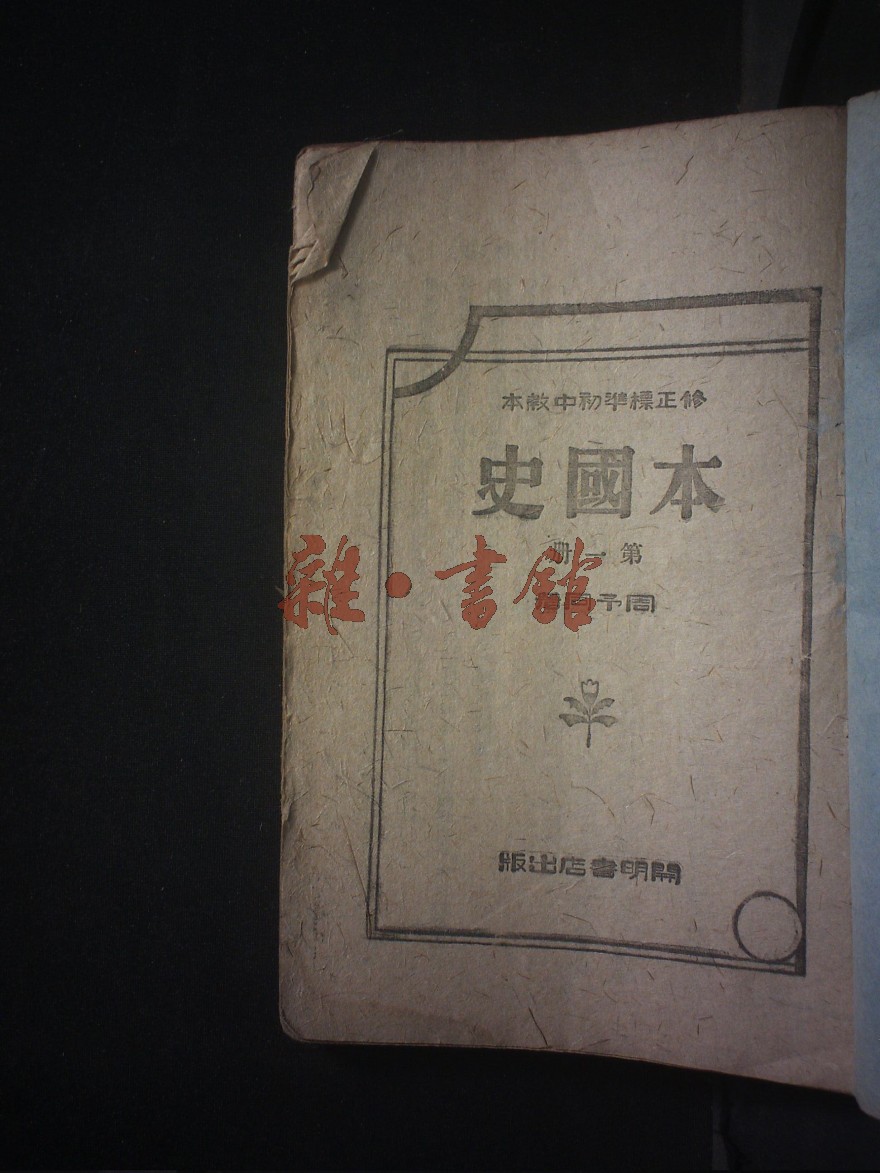 修正標準初中教本
本國史
第一冊
周予同著
開明書店出版
雜·書館